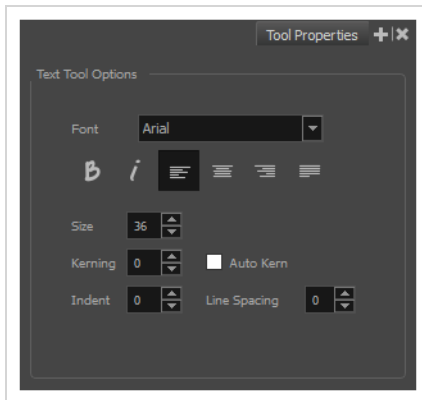 Tool Properties
Text Tool Options
Font Arial
B i
Size 36
Kerning 0 Auto Kern
Indent 0 Line Spacing 0